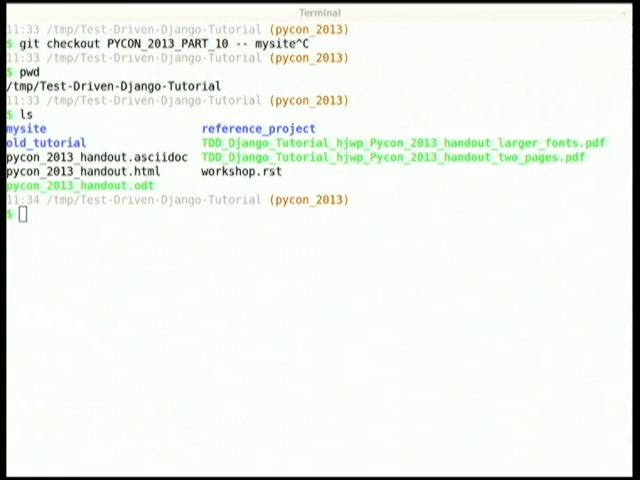 Terminal
11:33 /tmp/Test-Driven-Django-Tutorial (pycon_2013)
$ git checkout PYCON_2013_PART_10 -- mysite^C
11:33 /tmp/Test-Driven-Django-Tutorial (pycon_2013)
$ pwd
/tmp/Test-Driven-Django-Tutorial
11:33 /tmp/Test-Driven-Django-Tutorial (pycon_2013)
$ ls
mysite reference_project
old_tutorial TDD_Django_Tutorial_hjwp_Pycon_2013_handout_larger_fonts.pdf
pycon_2013_handout.asciidoc TDD_Django_Tutorial_hjwp_Pycon_2013_handout_two_pages.pdf
pycon_2013_handout.html workshop.rst
pycon_2013_handout.odt
11:34 /tmp/Test-Driven-Django-Tutorial (pycon_2013)
$